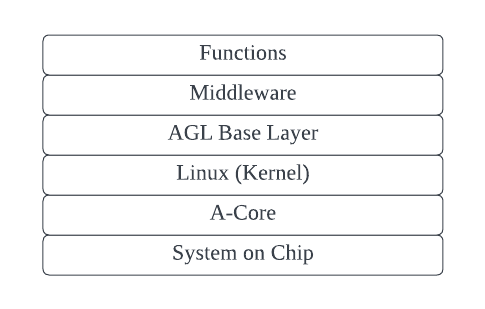 Functions
Middleware
AGL Base Layer
Linux (Kernel)
A-Core
System on Chip